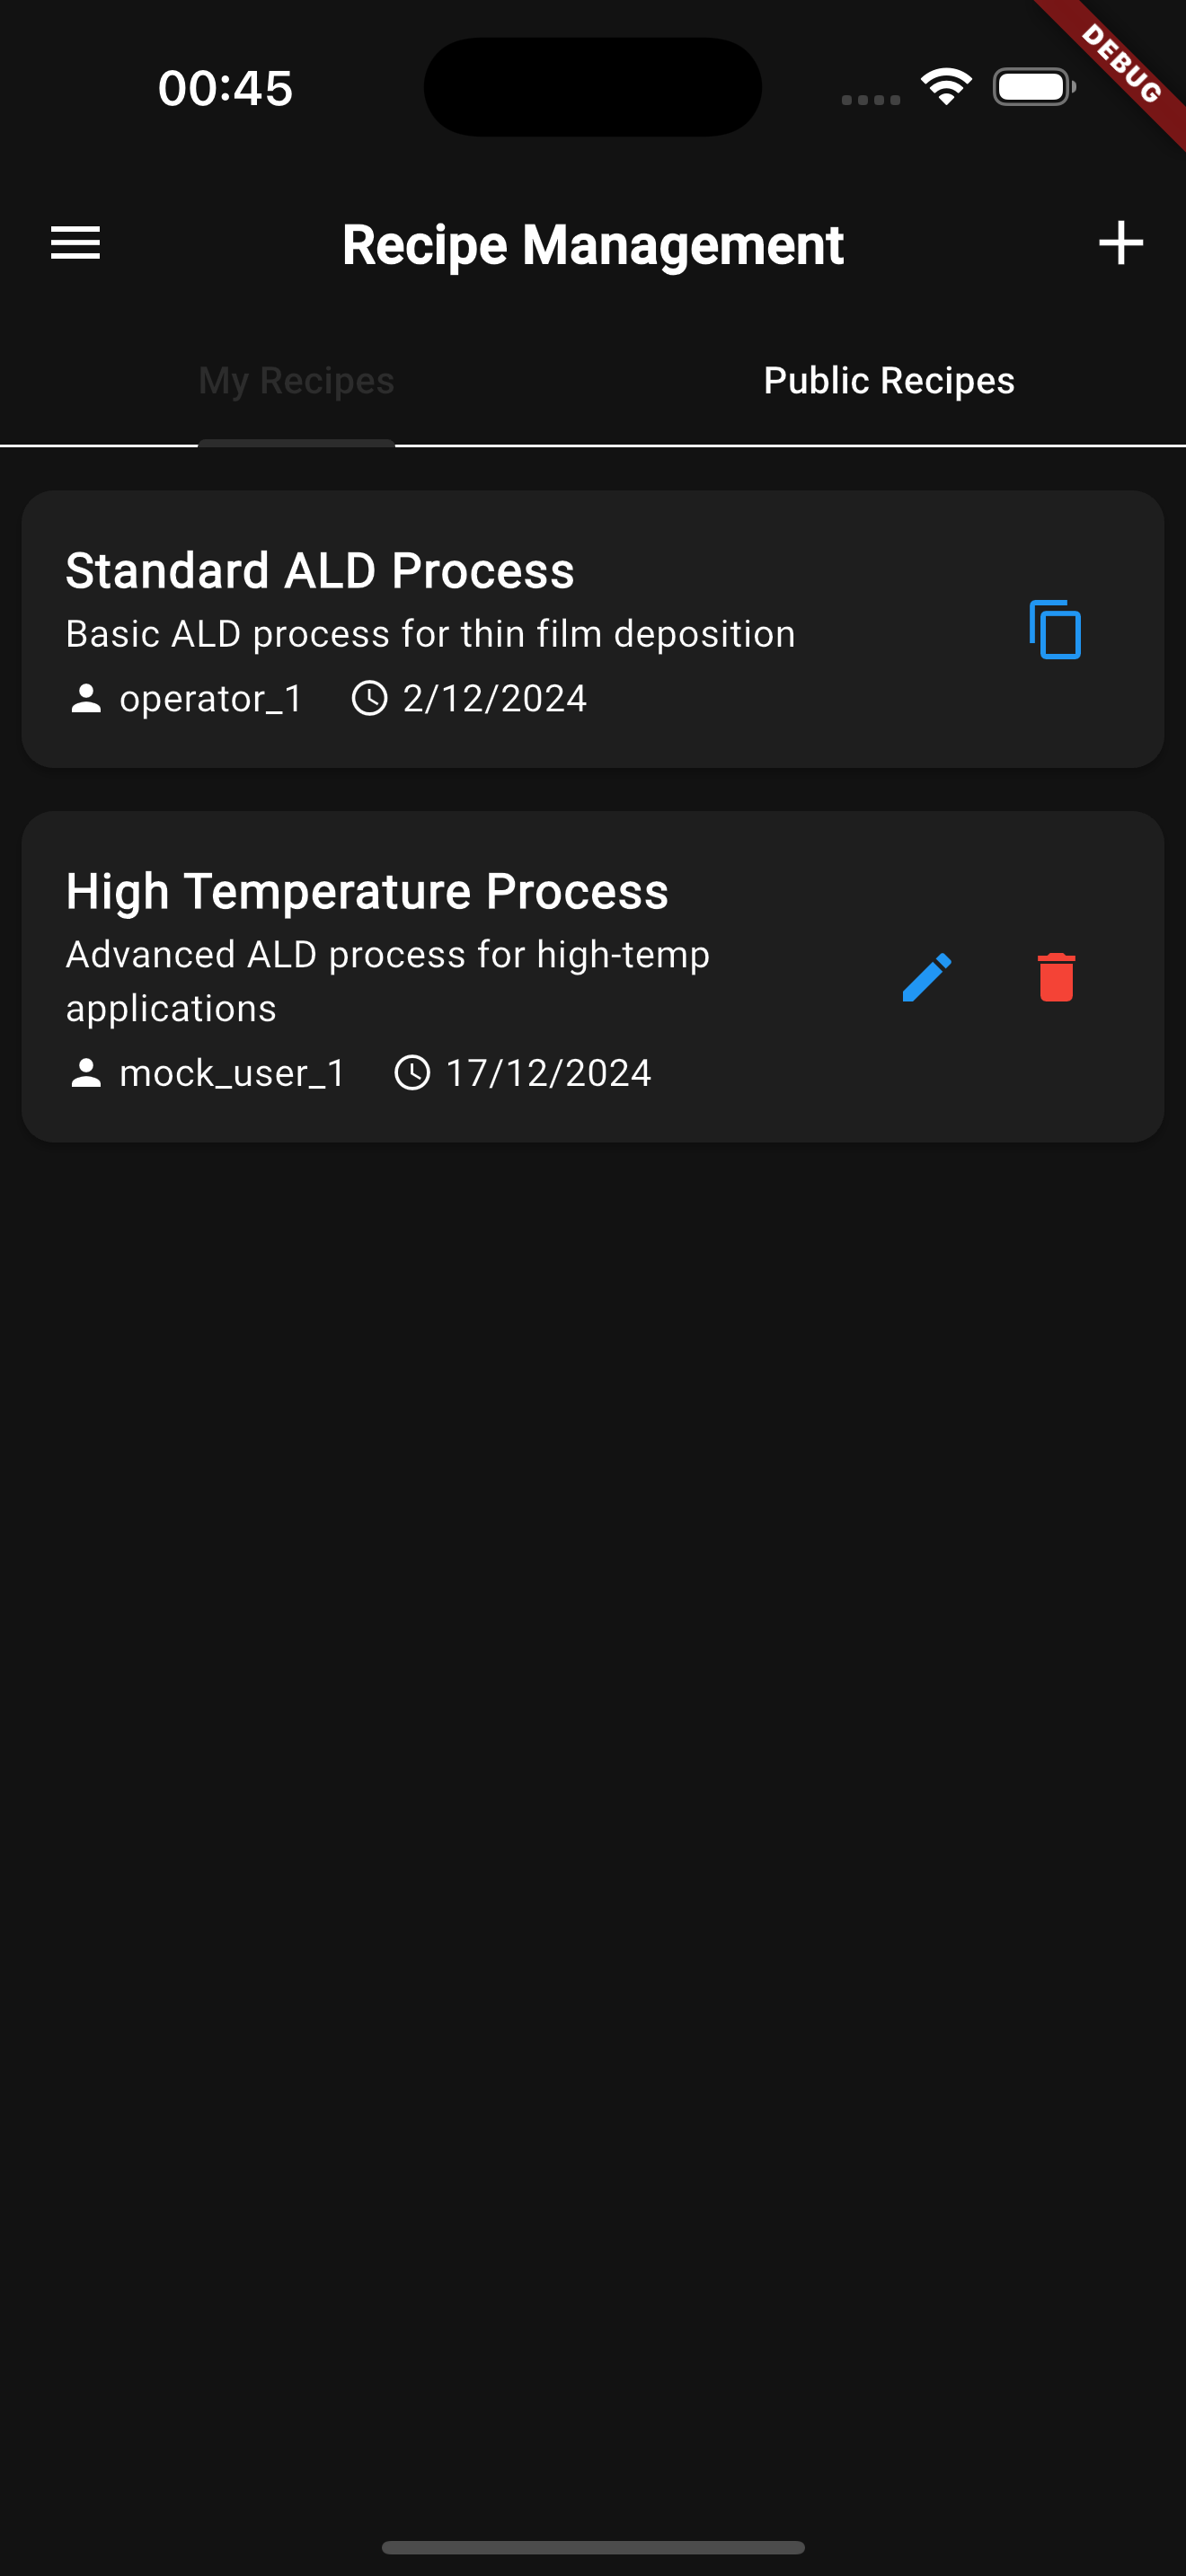 00:45
DEBUG
Recipe Management
My Recipes
Public Recipes
Standard ALD Process
Basic ALD process for thin film deposition
operator_1 2/12/2024
High Temperature Process
Advanced ALD process for high-temp
applications
mock_user_1 17/12/2024